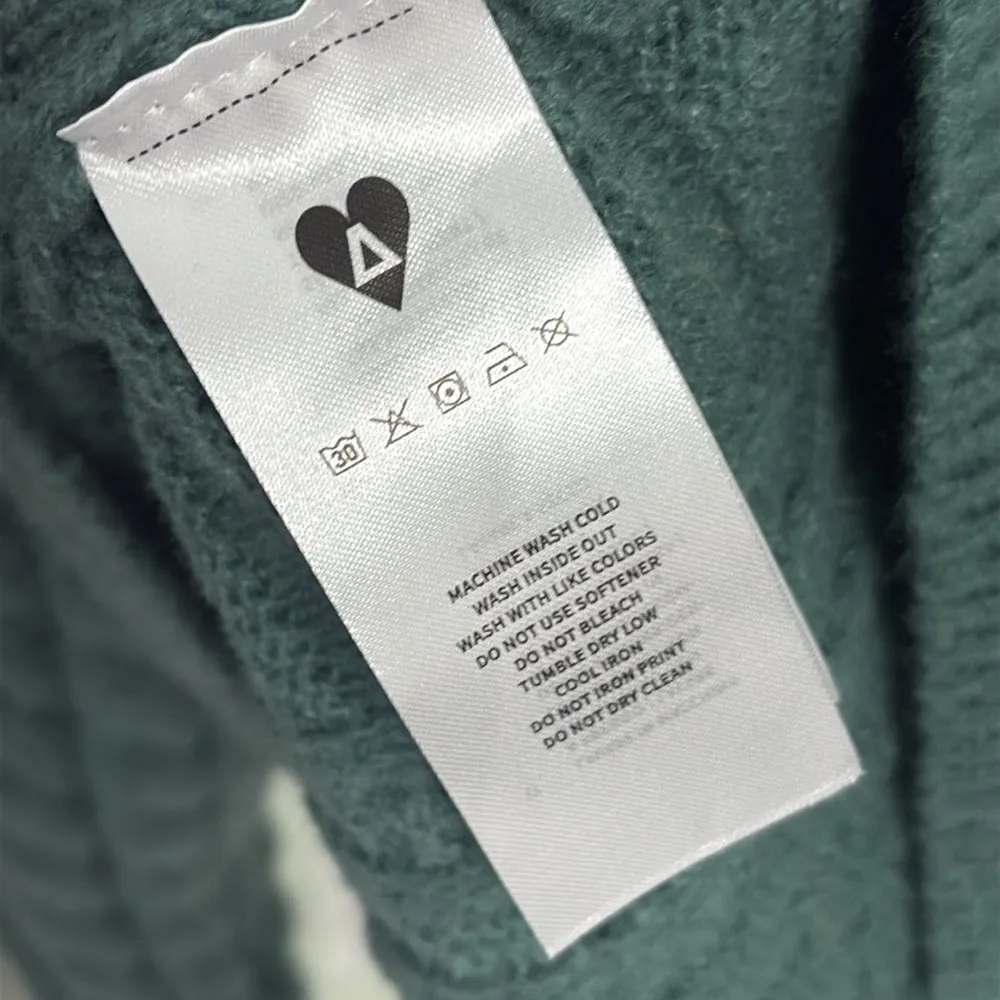 30
MACHINE WASH COLD
WASH INSIDE OUT
WASH WITH LIKE COLORS
DO NOT USE SOFTENER
DO NOT BLEACH
TUMBLE DRY LOW
COOL IRON
DO NOT IRON PRINT
DO NOT DRY CLEAN